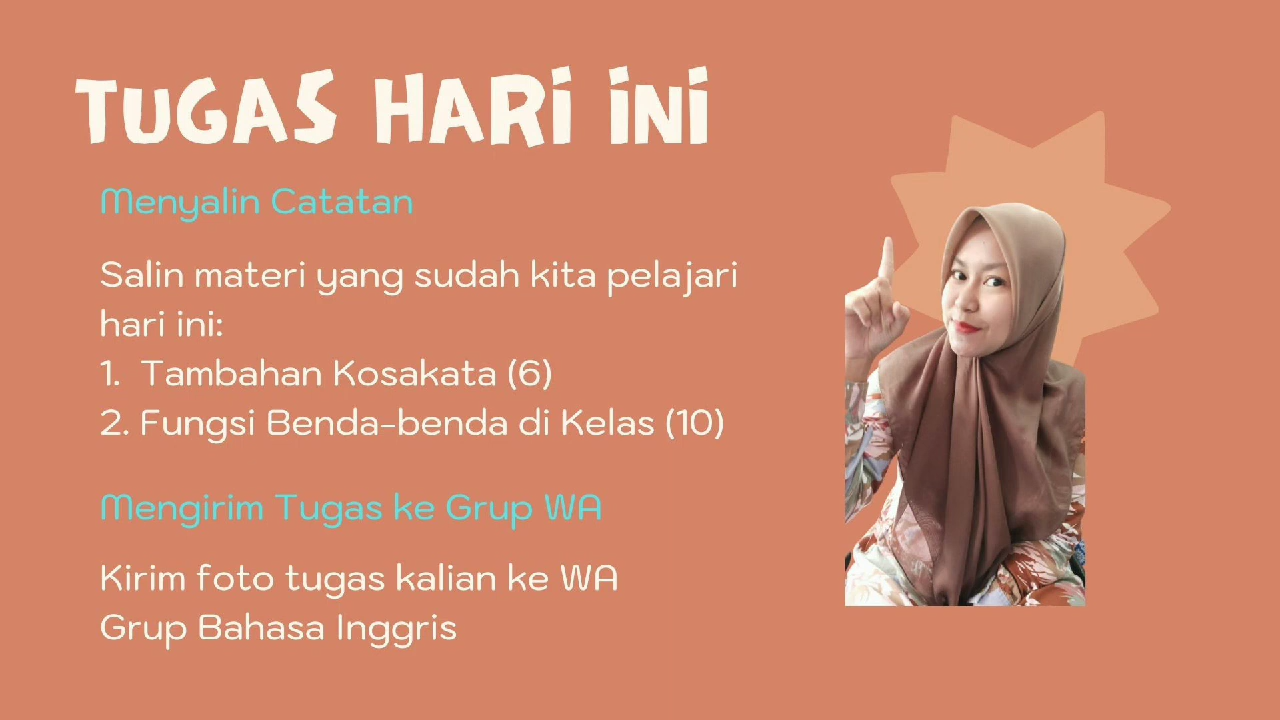 TUGAS HARI INI
Menyalin Catatan
Salin materi yang sudah kita pelajari
hari ini:
1. Tambahan Kosakata (6)
2. Fungsi Benda-benda di Kelas (10)
Mengirim Tugas ke Grup WA
Kirim foto tugas kalian ke WA
Grup Bahasa Inggris